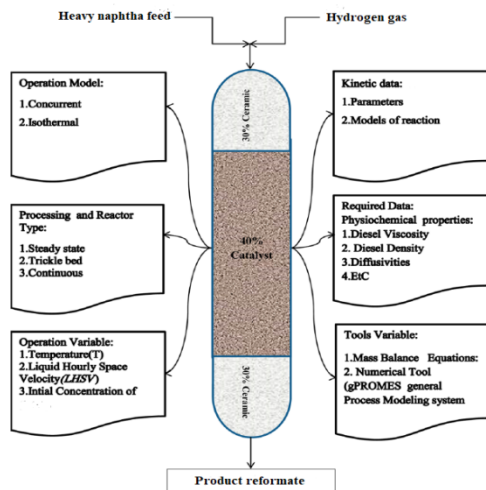 Heavy naphtha feed
Hydrogen gas
Operation Model:
1.Concurrent
2.Isothermal
Processing and Reactor
Type:
1.Steady state
2.Trickle bed
3.Continuous
Operation Variable:
1.Temperature(T)
2.Liquid Hourly Space
Velocity(LHSV)
3.Intial Concentration of
30% Ceramic
40%
Catalyst
30% Ceramic
Kinetic data:
1.Parameters
2.Models of reaction
Required Data:
Physiochemical properties:
1.Diesel Viscosity
2. Diesel Density
3. Diffusivities
4.EtC
Tools Variable:
1.Mass Balance Equations:
2. Numerical Tool
(gPROMES general
Process Modeling system
Product reformate